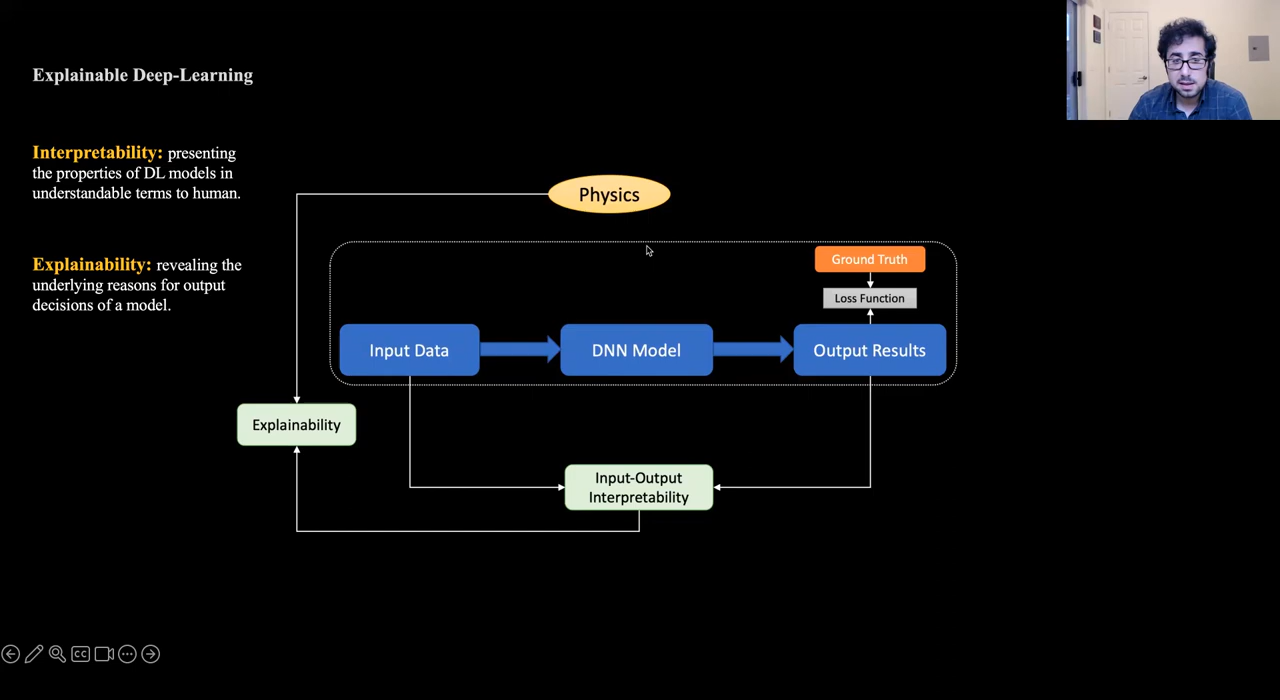 Explainable Deep-Learning
Interpretability: presenting
the properties of DL models in
understandable terms to human.
Explainability: revealing the
underlying reasons for output
decisions of a model.
Physics
Ground Truth
Loss Function
Input Data
DNN Model
Output Results
Explainability
Input-Output
Interpretability
CC